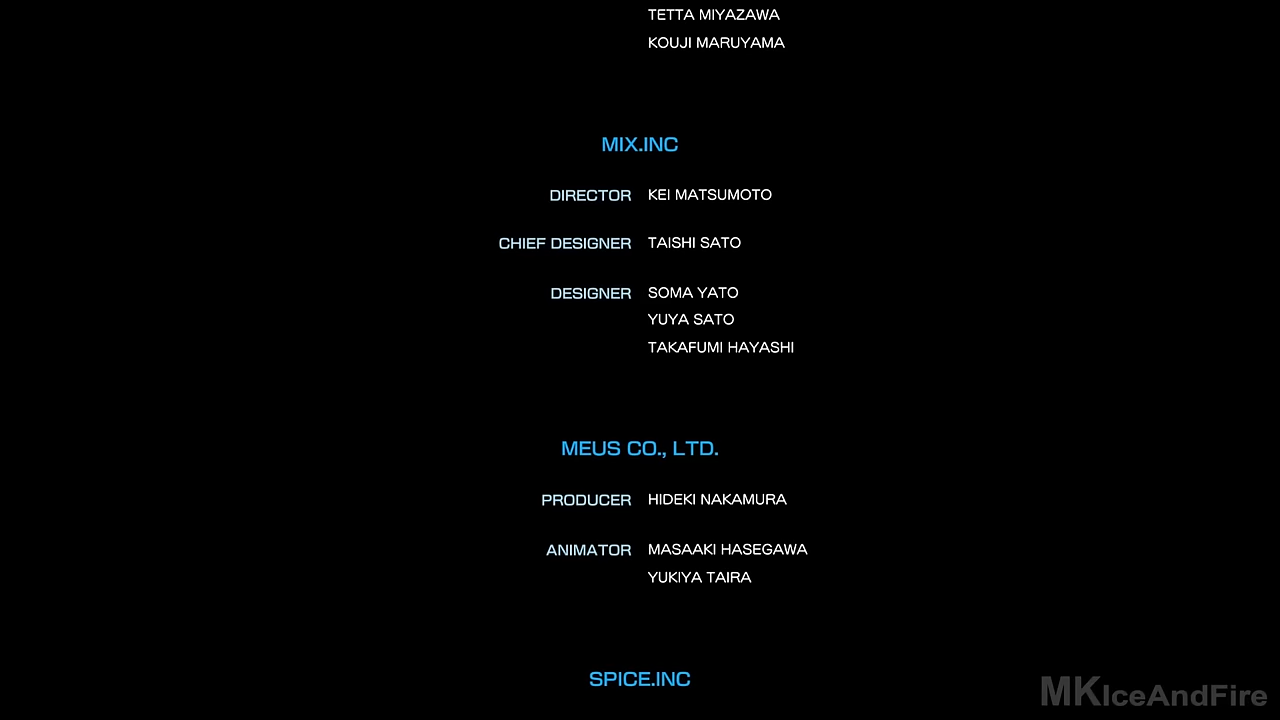 TETTA MIYAZAWA
KOUJI MARUYAMA
MIX.INC
DIRECTOR KEI MATSUMOTO
CHIEF DESIGNER TAISHI SATO
DESIGNER SOMA YATO
YUYA SATO
TAKAFUMI HAYASHI
MEUS CO., LTD.
PRODUCER HIDEKI NAKAMURA
ANIMATOR MASAAKI HASEGAWA
YUKIYA TAIRA
SPICE.INC
MKIceAndFire